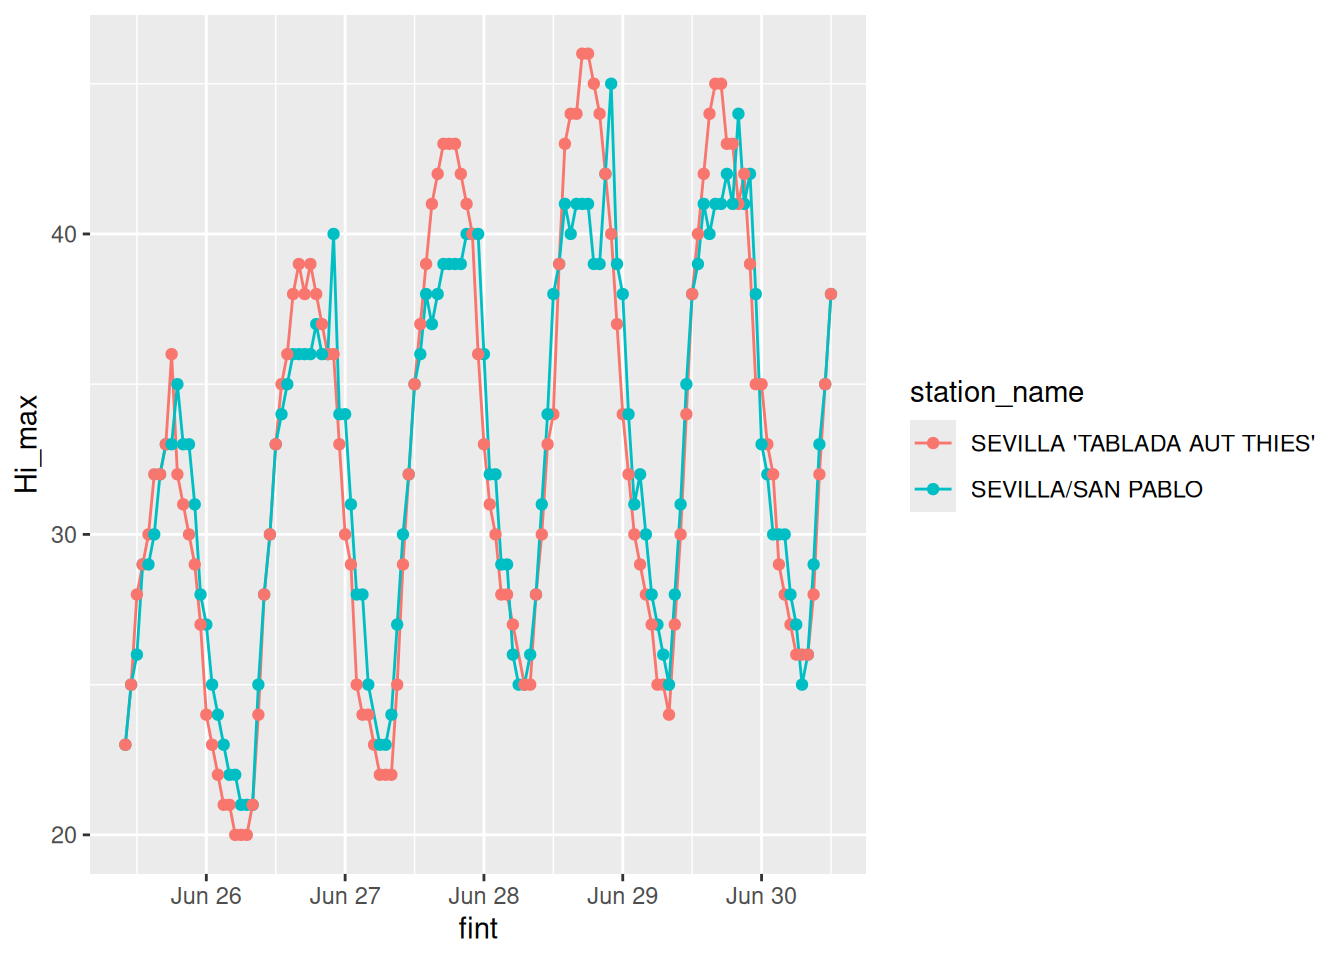 Hi_max
40
30
20
Jun 26
Jun 27
Jun 28
Jun 29
Jun 30
fint
station_name
SEVILLA 'TABLADA AUT THIES'
SEVILLA/SAN PABLO